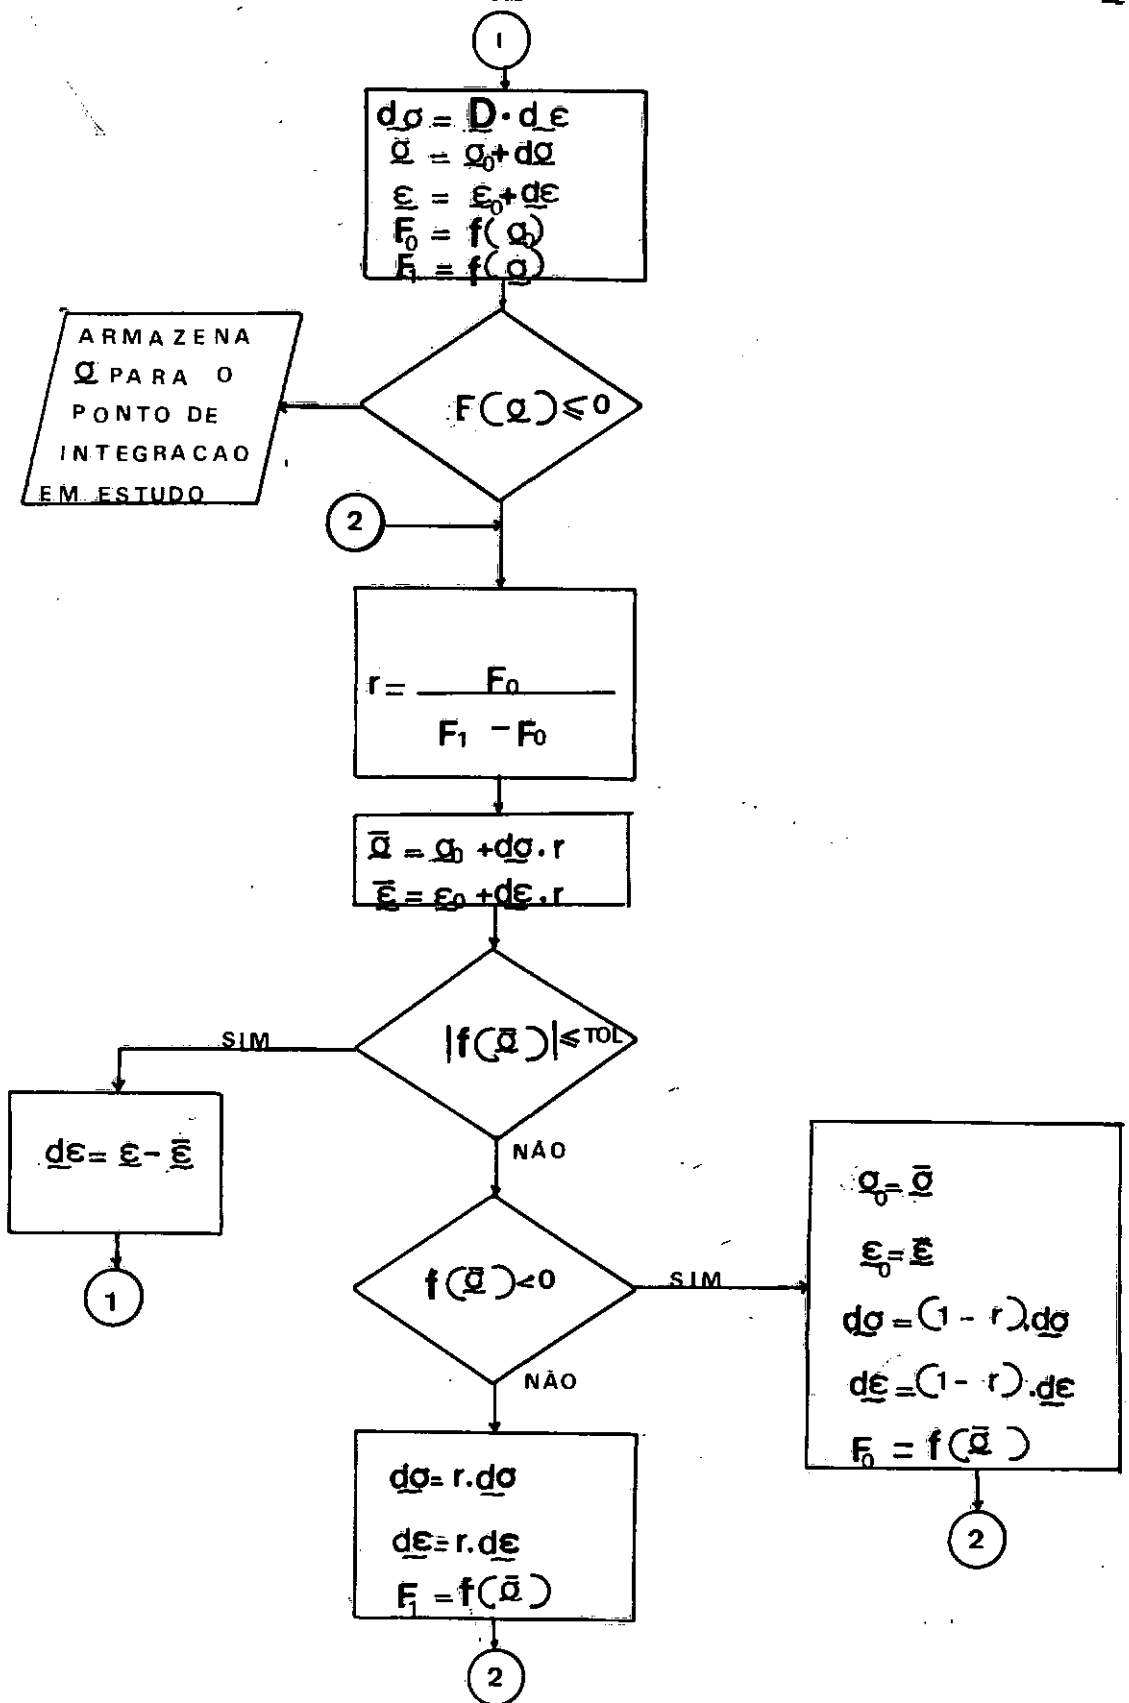 1
dσ = D · dε
σ = σ₀ + dσ
ε = ε₀ + dε
F₀ = f(σ₀)
F₁ = f(σ)
F(σ) ≤ 0
ARMAZENA
σ PARA O
PONTO DE
INTEGRACAO
EM ESTUDO
2
r = F₀
F₁ - F₀
σ̄ = σ₀ + dσ . r
ε̄ = ε₀ + dε . r
|f(σ̄)| ≤ TOL
SIM
dε = ε - ε̄
1
NÃO
f(σ̄) < 0
SIM
σ₀ = σ̄
ε₀ = ε̄
dσ = (1 - r).dσ
dε = (1 - r).dε
F₀ = f(σ̄)
2
NÃO
dσ = r.dσ
dε = r.dε
F₁ = f(σ̄)
2